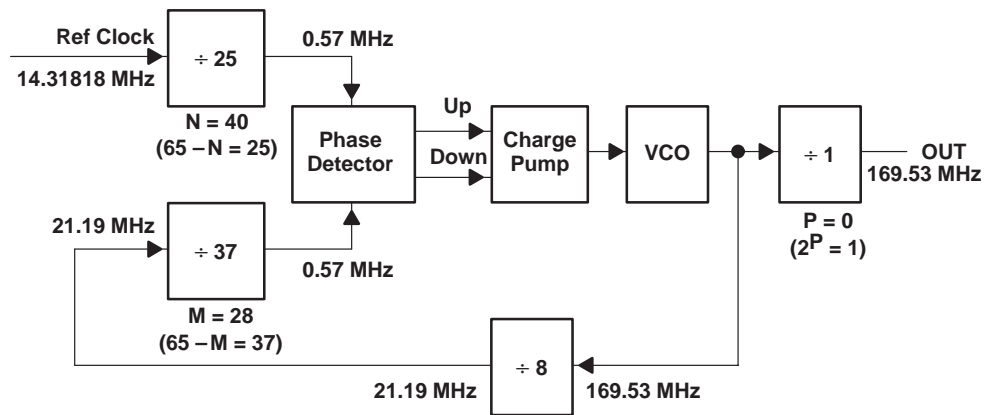 Ref Clock
14.31818 MHz
÷ 25
N = 40
(65 – N = 25)
0.57 MHz
Phase
Detector
Up
Down
Charge
Pump
VCO
÷ 1
P = 0
(2P = 1)
OUT
169.53 MHz
21.19 MHz
÷ 37
M = 28
(65 – M = 37)
0.57 MHz
÷ 8
21.19 MHz
169.53 MHz